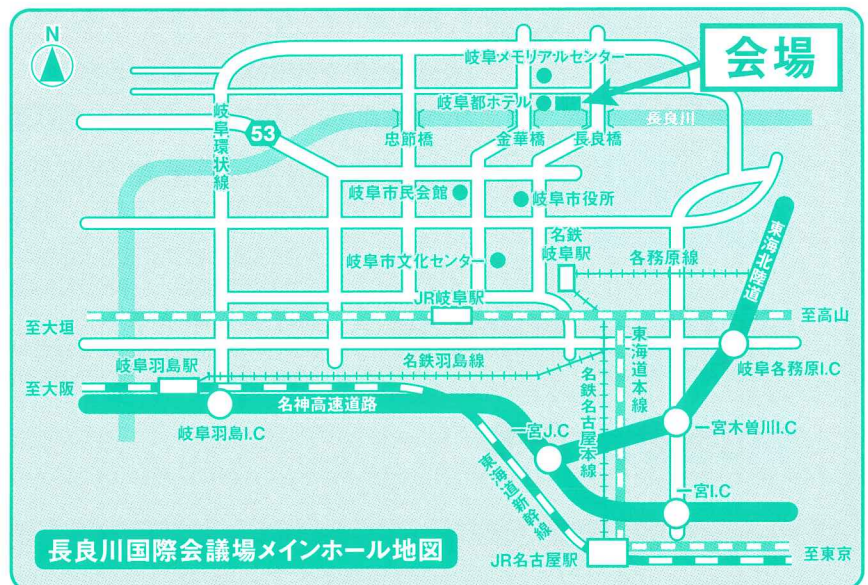 N
会場
岐阜メモリアルセンター
岐阜都ホテル
長良川
岐阜環状線
53
忠節橋
金華橋
長良橋
岐阜市民会館
岐阜市役所
名鉄
岐阜駅
岐阜市文化センター
各務原線
東海北陸道
JR岐阜駅
至大垣
至高山
岐阜羽島駅
名鉄羽島線
東海道本線
岐阜各務原I.C
至大阪
名神高速道路
名鉄名古屋本線
岐阜羽島I.C
一宮J.C
一宮木曽川I.C
東海道新幹線
一宮I.C
長良川国際会議場メインホール地図
JR名古屋駅
至東京